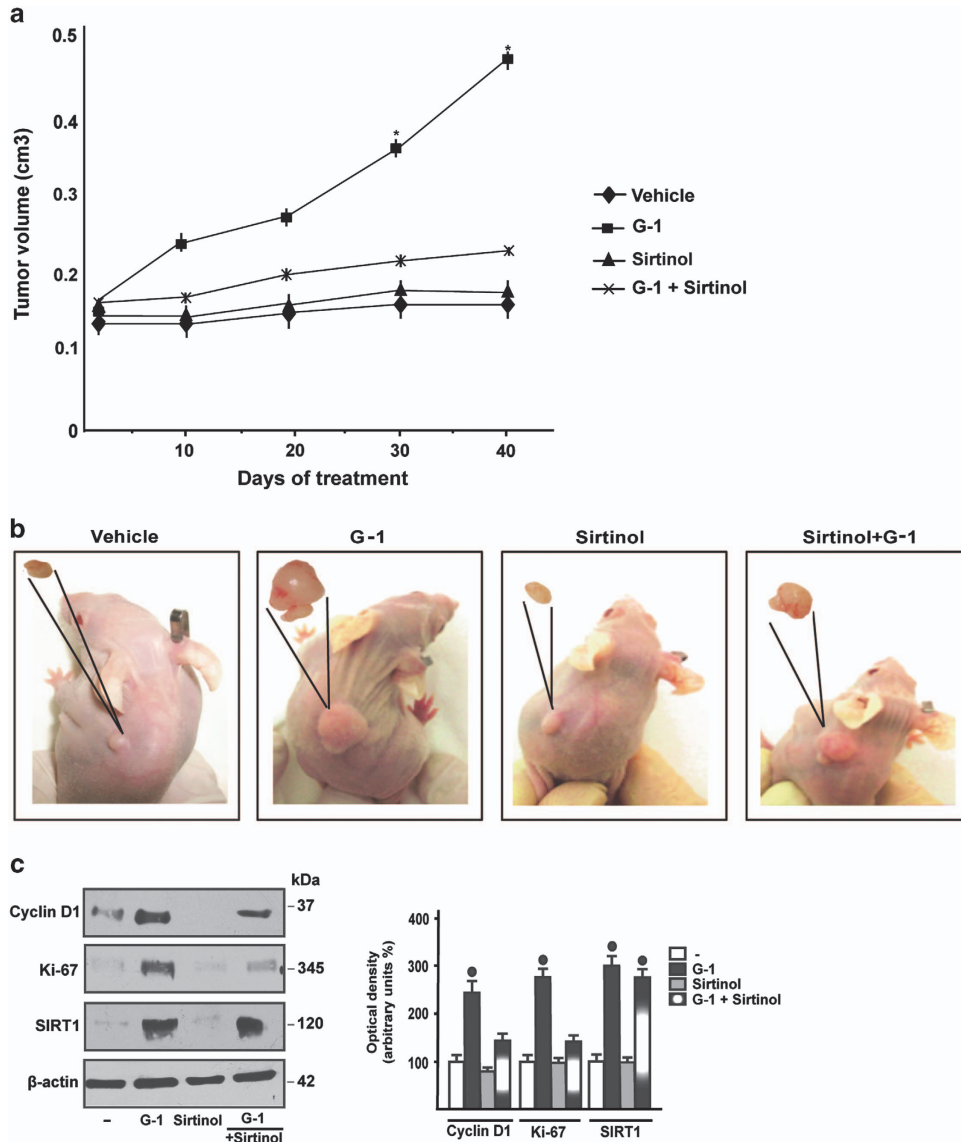 a
0.5
0.4
0.3
0.2
0.1
0
Tumor volume (cm3)
*
*
10 20 30 40
Days of treatment
Vehicle
G-1
Sirtinol
G-1 + Sirtinol
b
Vehicle G-1 Sirtinol Sirtinol+G-1
c
kDa
Cyclin D1 -37
Ki-67 -345
SIRT1 -120
β-actin -42
– G-1 Sirtinol G-1
+Sirtinol
Optical density
(arbitrary units %)
400
300
200
100
-
G-1
Sirtinol
G-1 + Sirtinol
Cyclin D1 Ki-67 SIRT1